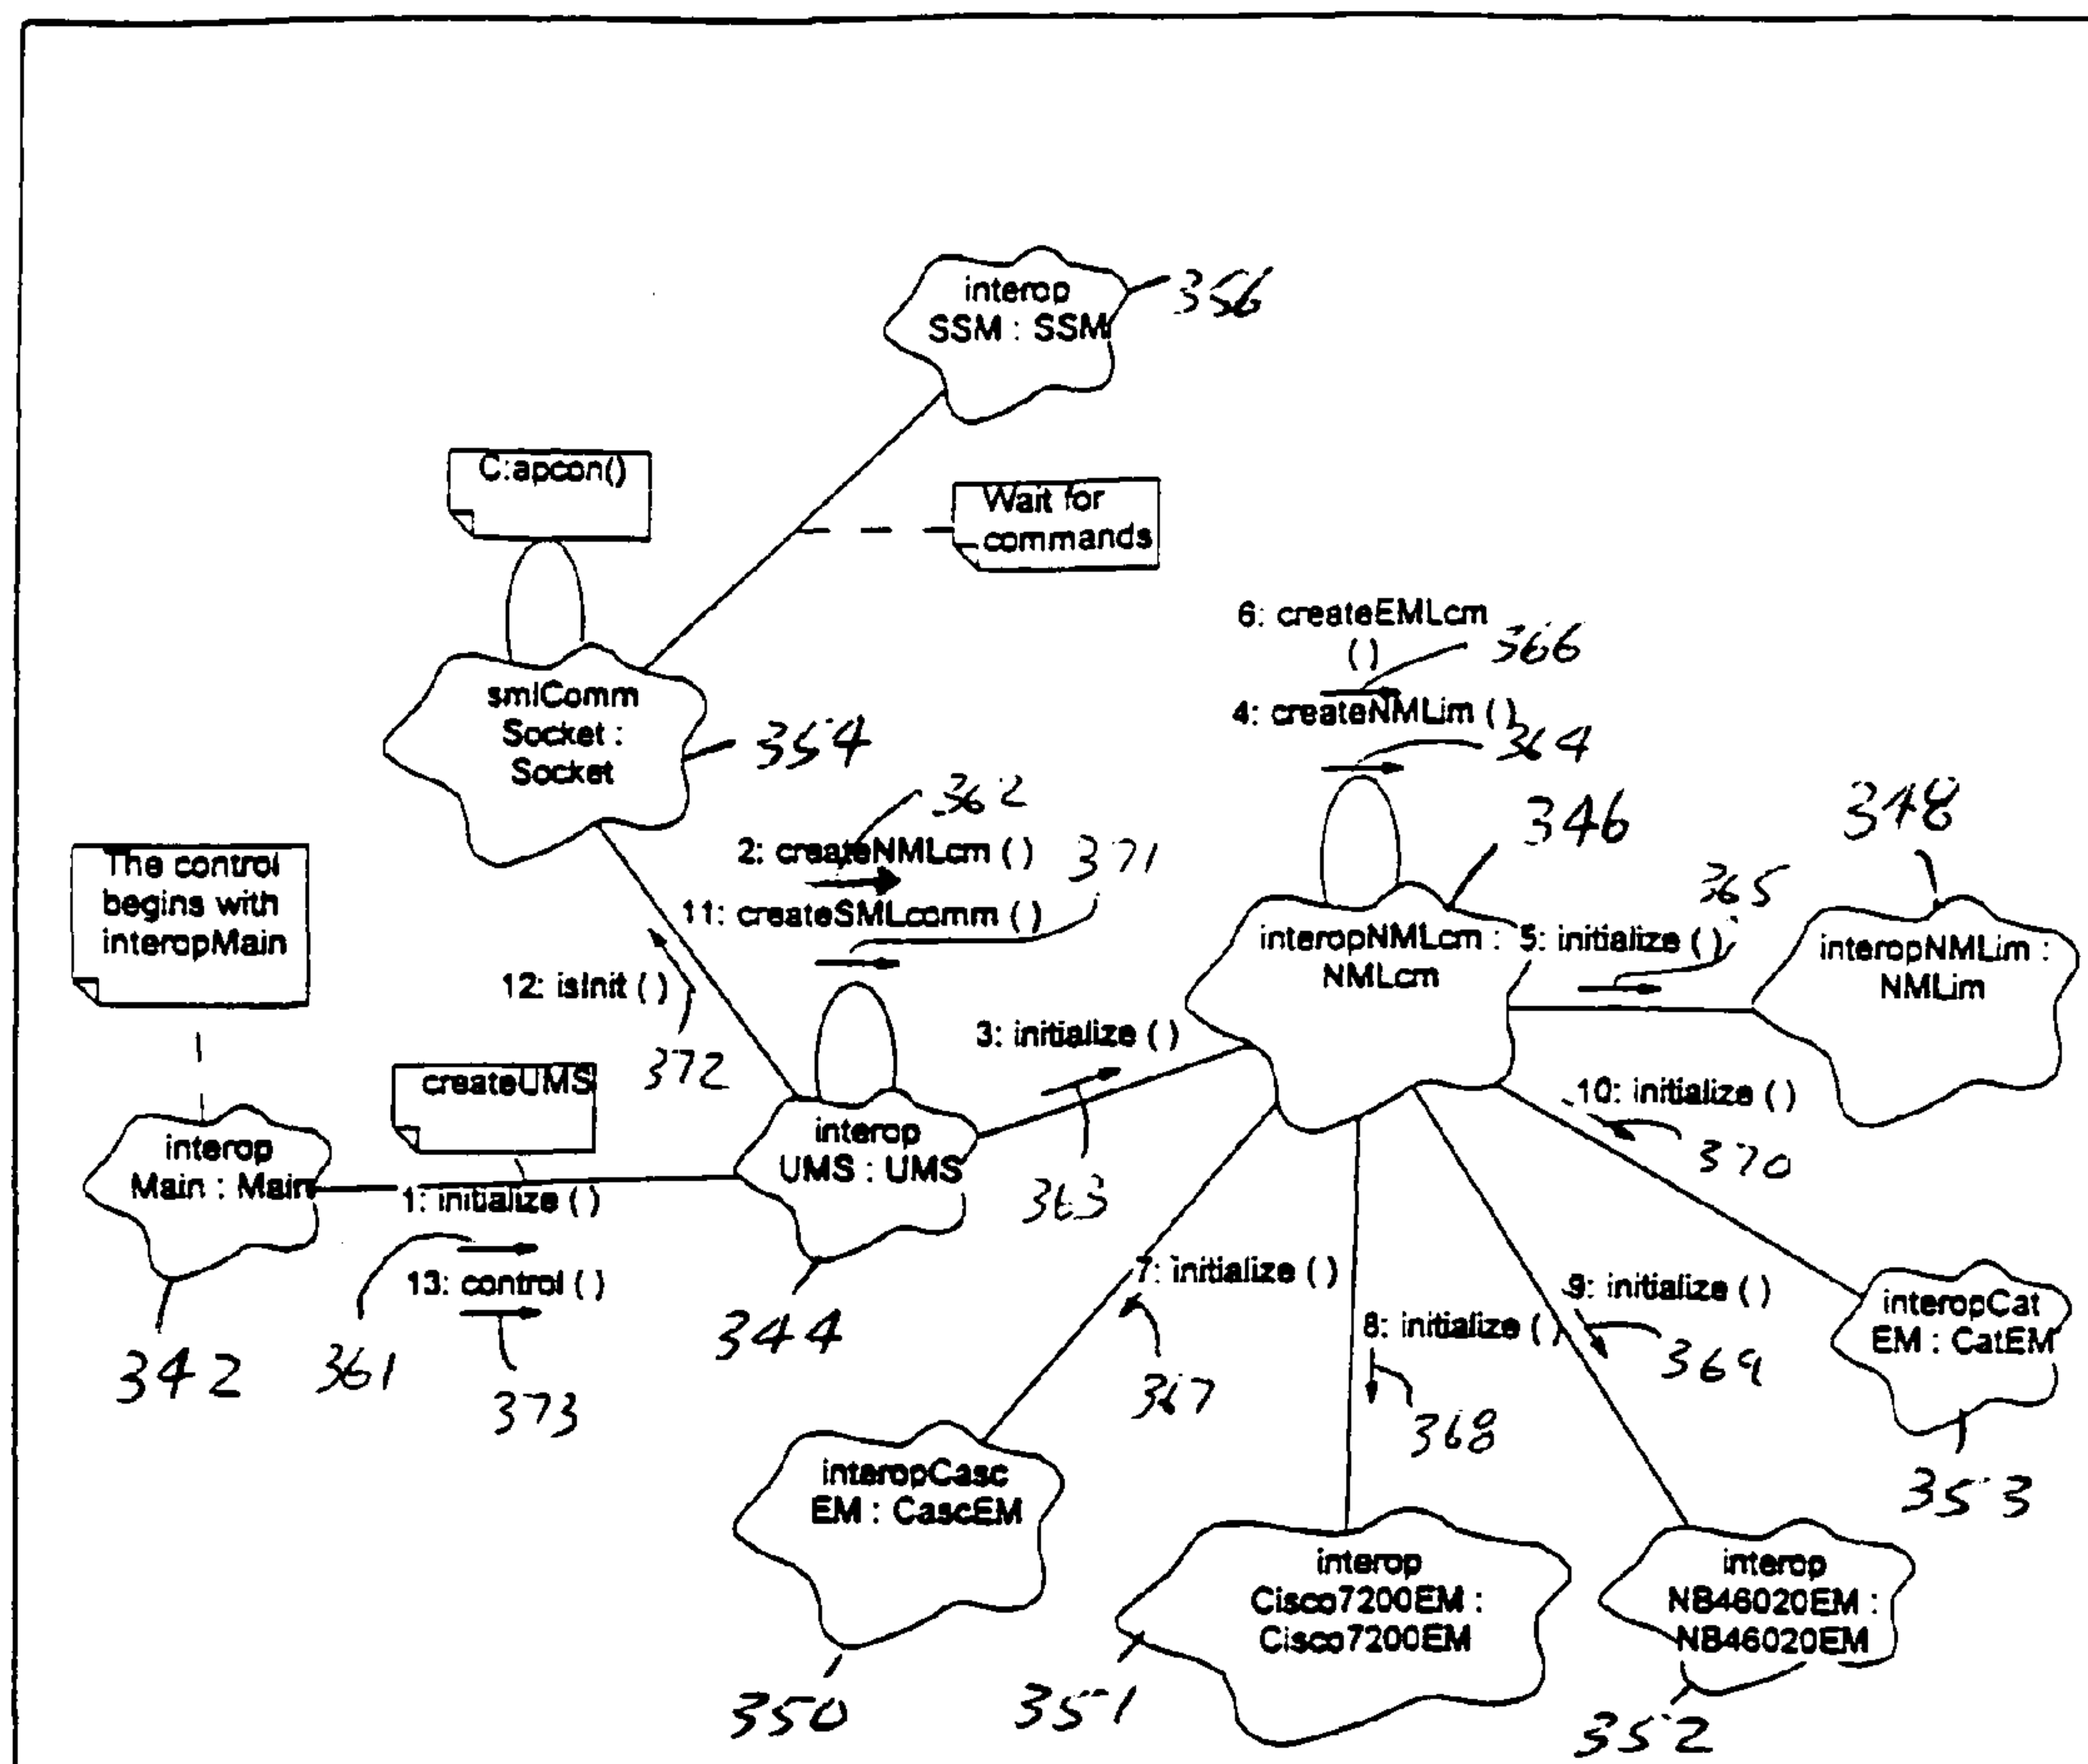 interop
SSM : SSM
356
C:apcon()
Wait for
commands
6: createEMLcm
( )
366
4: createNMLim ( )
364
smlComm
Socket :
Socket
354
362
2: createNMLcm ( )
371
11: createSMLcomm ( )
346
348
365
The control
begins with
interopMain
interopNMLcm :
NMLcm
5: initialize ( )
interopNMLim :
NMLim
12: isInit ( )
372
3: initialize ( )
363
createUMS
10: initialize ( )
370
interop
Main : Main
interop
UMS : UMS
1: initialize ( )
361
13: control ( )
373
342
344
7: initialize ( )
367
8: initialize ( )
368
9: initialize ( )
369
interopCat
EM : CatEM
353
interopCasc
EM : CascEM
350
interop
Cisco7200EM :
Cisco7200EM
351
interop
NB46020EM :
NB46020EM
352